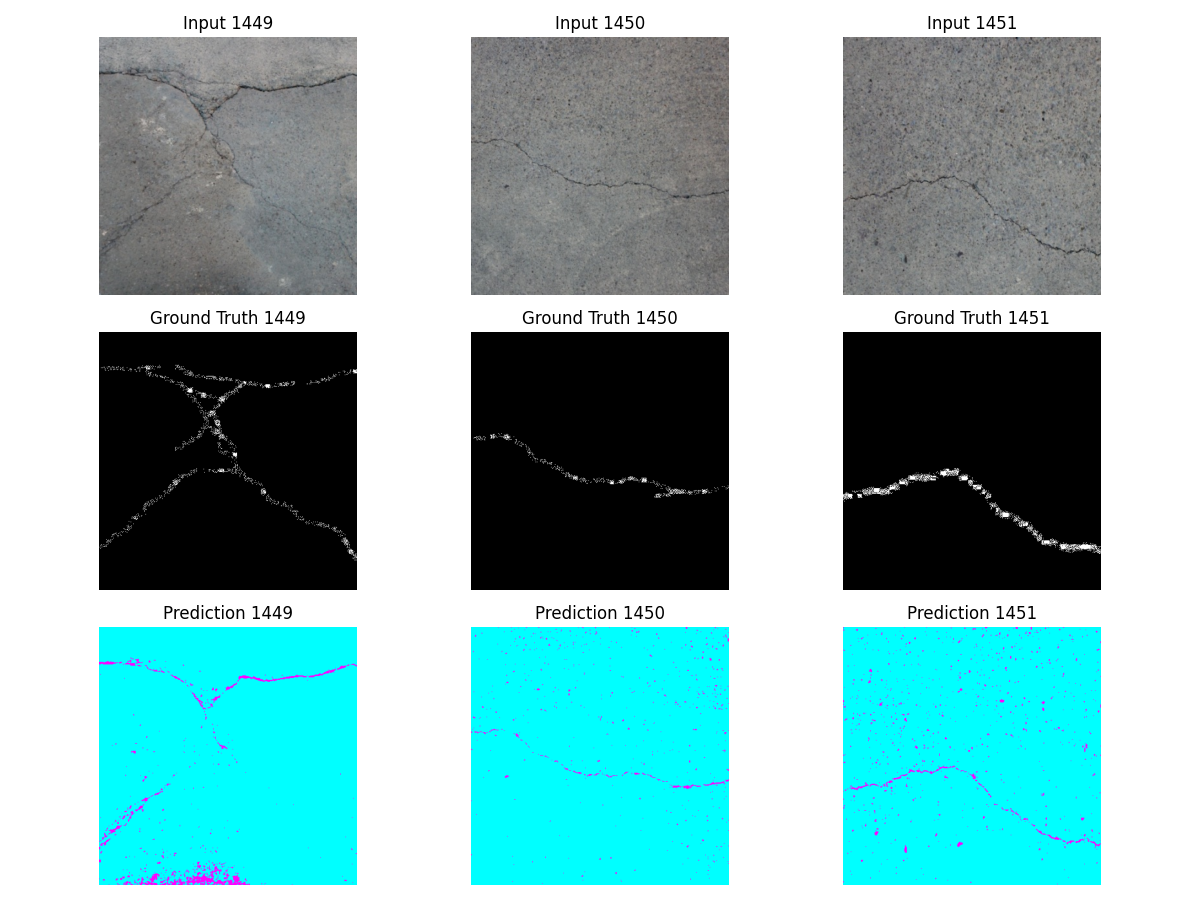 Input 1449
Input 1450
Input 1451
Ground Truth 1449
Ground Truth 1450
Ground Truth 1451
Prediction 1449
Prediction 1450
Prediction 1451